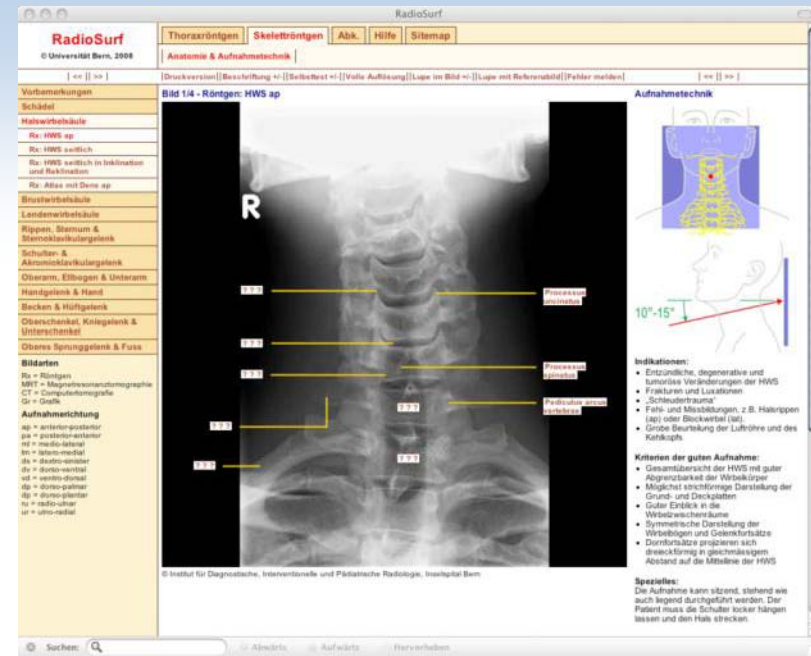 RadioSurf
RadioSurf
© Universität Bern, 2008
Thoraxröntgen
Skelettröntgen
Abk.
Hilfe
Sitemap
Anatomie & Aufnahmetechnik
| << || >> |
|Druckversion||Beschriftung +/-||Selbsttest +/-||Volle Auflösung||Lupe im Bild +/-||Lupe mit Referenzbild||Fehler melden|
| << || >> |
Vorbemerkungen
Schädel
Halswirbelsäule
Rx: HWS ap
Rx: HWS seitlich
Rx: HWS seitlich in Inklination
und Reklination
Rx: Atlas mit Dens ap
Brustwirbelsäule
Lendenwirbelsäule
Rippen, Sternum &
Sternoklavikulargelenk
Schulter- &
Akromioklavikulargelenk
Oberarm, Ellbogen & Unterarm
Handgelenk & Hand
Becken & Hüftgelenk
Oberschenkel, Kniegelenk &
Unterschenkel
Oberes Sprunggelenk & Fuss
Bildarten
Rx = Röntgen
MRT = Magnetresonanztomographie
CT = Computertomografie
Gr = Grafik
Aufnahmerichtung
ap = anterior-posterior
pa = posterior-anterior
ml = medio-lateral
lm = latero-medial
ds = dextro-sinister
dv = dorso-ventral
vd = ventro-dorsal
dp = dorso-palmar
dp = dorso-plantar
ru = radio-ulnar
ur = ulno-radial
Bild 1/4 - Röntgen: HWS ap
R
? ? ?
Processus
uncinatus
? ? ?
Processus
spinatus
? ? ?
Pediculus arcus
vertebrae
? ? ?
? ? ?
? ? ?
? ? ?
© Institut für Diagnostische, Interventionelle und Pädiatrische Radiologie, Inselspital Bern
Aufnahmetechnik
10°-15°
Indikationen:
• Entzündliche, degenerative und
tumoröse Veränderungen der HWS
• Frakturen und Luxationen
• „Schleudertrauma"
• Fehl- und Missbildungen, z.B. Halsrippen
(ap) oder Blockwirbel (lat).
• Grobe Beurteilung der Luftröhre und des
Kehlkopfs
Kriterien der guten Aufnahme:
• Gesamtübersicht der HWS mit guter
Abgrenzbarkeit der Wirbelkörper
• Möglichst strichförmige Darstellung der
Grund- und Deckplatten
• Guter Einblick in die
Wirbelzwischenräume
• Symmetrische Darstellung der
Wirbelbögen und Gelenkfortsätze
• Dornfortsätze projizieren sich
dreieckförmig in gleichmässigem
Abstand auf die Mittellinie der HWS
Spezielles:
Die Aufnahme kann sitzend, stehend wie
auch liegend durchgeführt werden. Der
Patient muss die Schulter locker hängen
lassen und den Hals strecken.
Suchen:
Abwärts
Aufwärts
Hervorheben